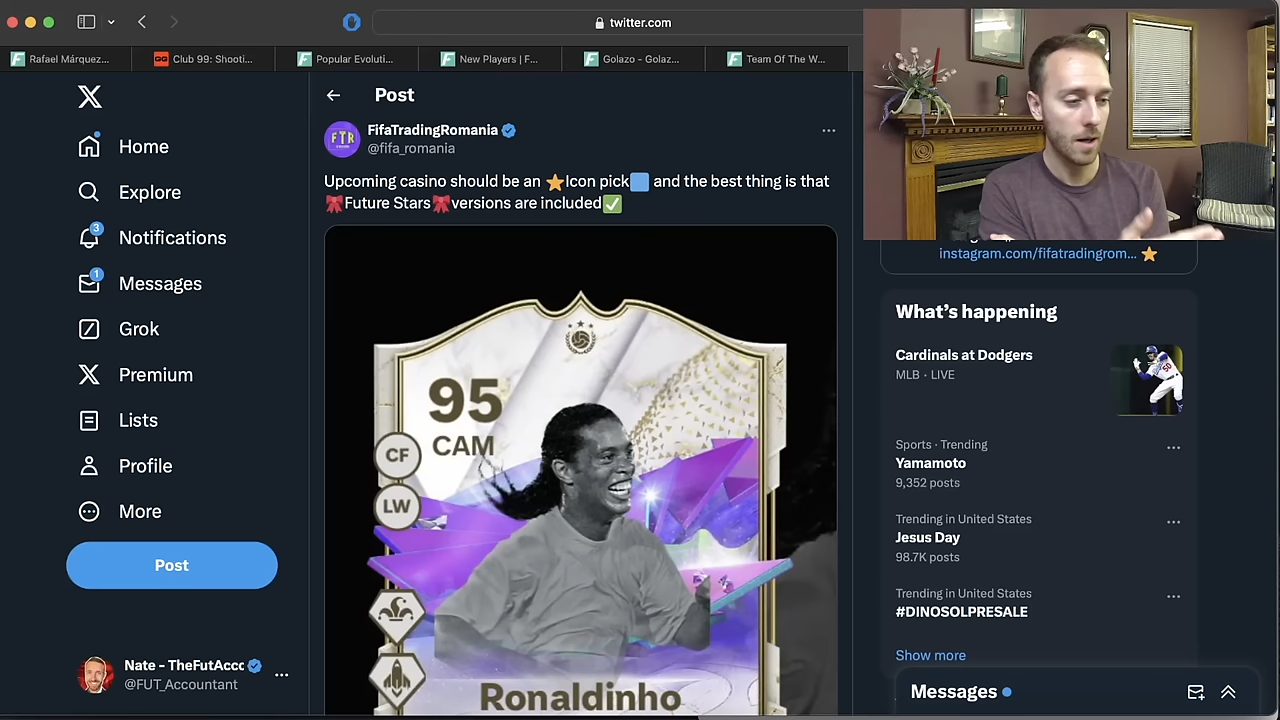 twitter.com
Rafael Márquez...
GG
Club 99: Shooti...
Popular Evoluti...
New Players | F...
Golazo - Golaz...
Team Of The W...
Home
Explore
3
Notifications
1
Messages
Grok
Premium
Lists
Profile
More
Post
Nate - TheFutAccc
@FUT_Accountant
Post
FTR
FifaTradingRomania
@fifa_romania
Upcoming casino should be an ⭐Icon pick🟦 and the best thing is that
🎀Future Stars🎀versions are included✅
95
CAM
CF
LW
Ronaldinho
instagram.com/fifatradingrom... ⭐
What's happening
Cardinals at Dodgers
MLB · LIVE
50
Sports · Trending
Yamamoto
9,352 posts
Trending in United States
Jesus Day
98.7K posts
Trending in United States
#DINOSOLPRESALE
Show more
Messages